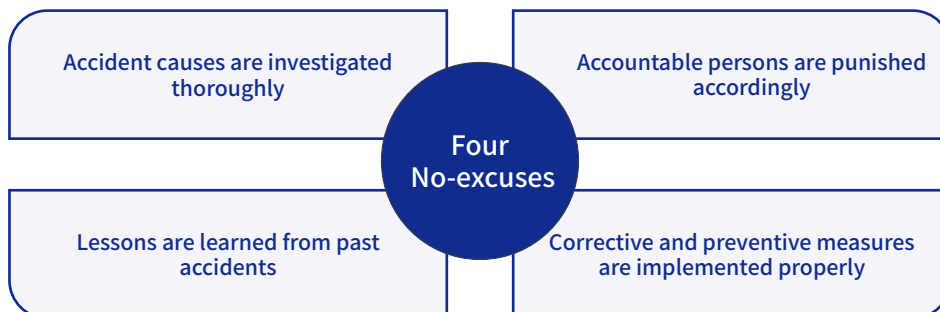 Accident causes are investigated
thoroughly
Accountable persons are punished
accordingly
Four
No-excuses
Lessons are learned from past
accidents
Corrective and preventive measures
are implemented properly